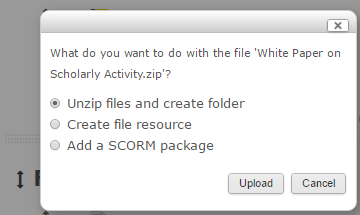 What do you want to do with the file 'White Paper on
Scholarly Activity.zip'?
Unzip files and create folder
Create file resource
Add a SCORM package
Upload Cancel